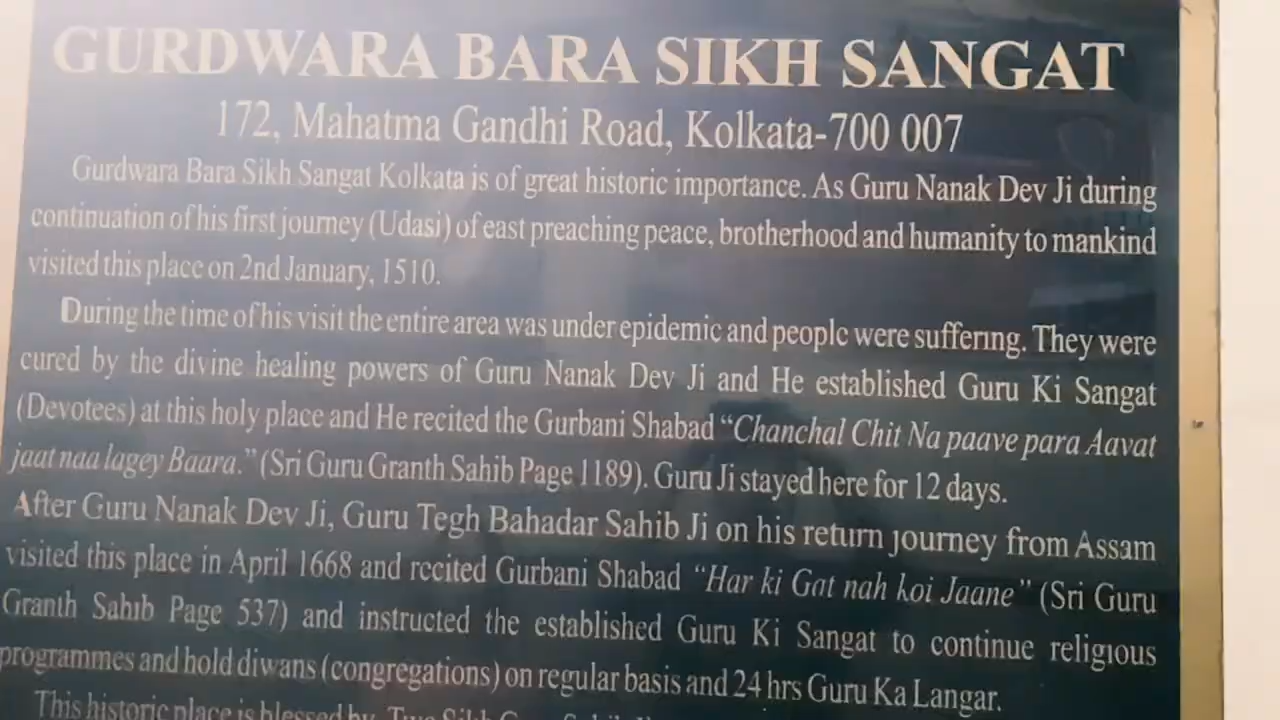 GURDWARA BARA SIKH SANGAT
172, Mahatma Gandhi Road, Kolkata-700 007
Gurdwara Bara Sikh Sangat Kolkata is of great historic importance. As Guru Nanak Dev Ji during
continuation of his first journey (Udasi) of east preaching peace, brotherhood and humanity to mankind
visited this place on 2nd January, 1510.
During the time of his visit the entire area was under epidemic and people were suffering. They were
cured by the divine healing powers of Guru Nanak Dev Ji and He established Guru Ki Sangat
(Devotees) at this holy place and He recited the Gurbani Shabad “Chanchal Chit Na paave para Aavat
jaat naa lagey Baara.” (Sri Guru Granth Sahib Page 1189). Guru Ji stayed here for 12 days.
After Guru Nanak Dev Ji, Guru Tegh Bahadar Sahib Ji on his return journey from Assam
visited this place in April 1668 and recited Gurbani Shabad “Har ki Gat nah koi Jaane” (Sri Guru
Granth Sahib Page 537) and instructed the established Guru Ki Sangat to continue religious
programmes and hold diwans (congregations) on regular basis and 24 hrs Guru Ka Langar.
This historic place is blessed by